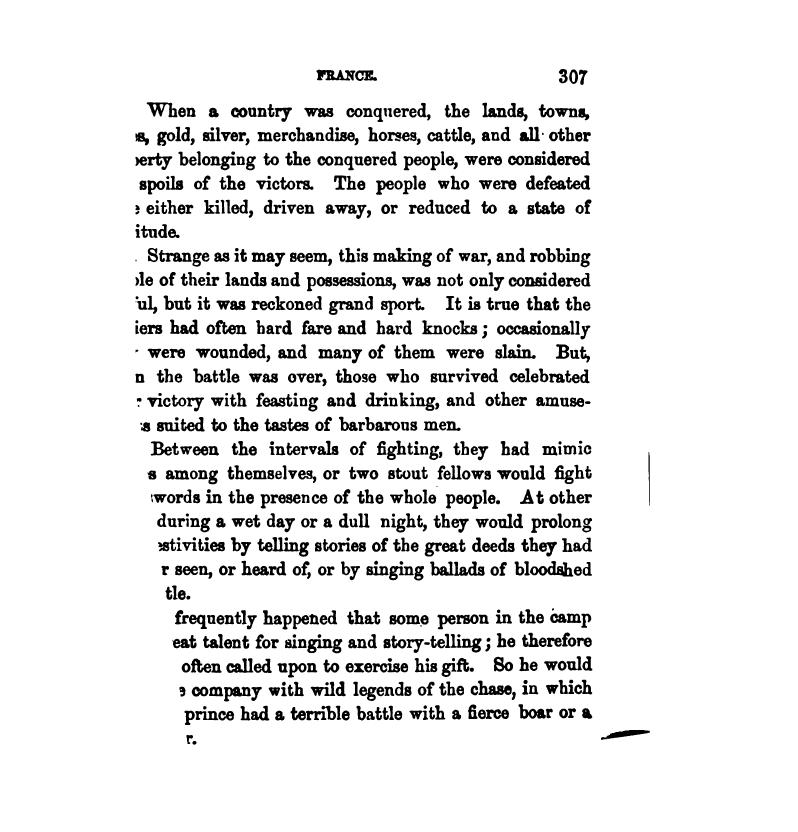 FRANCE. 307
When a country was conquered, the lands, towns,
s, gold, silver, merchandise, horses, cattle, and all other
erty belonging to the conquered people, were considered
spoils of the victors. The people who were defeated
e either killed, driven away, or reduced to a state of
itude.
Strange as it may seem, this making of war, and robbing
le of their lands and possessions, was not only considered
ul, but it was reckoned grand sport. It is true that the
iers had often hard fare and hard knocks; occasionally
were wounded, and many of them were slain. But,
n the battle was over, those who survived celebrated
r victory with feasting and drinking, and other amuse-
s suited to the tastes of barbarous men.
Between the intervals of fighting, they had mimic
s among themselves, or two stout fellows would fight
words in the presence of the whole people. At other
during a wet day or a dull night, they would prolong
stivities by telling stories of the great deeds they had
r seen, or heard of, or by singing ballads of bloodshed
tle.
frequently happened that some person in the camp
eat talent for singing and story-telling; he therefore
often called upon to exercise his gift. So he would
e company with wild legends of the chase, in which
prince had a terrible battle with a fierce boar or a
r.